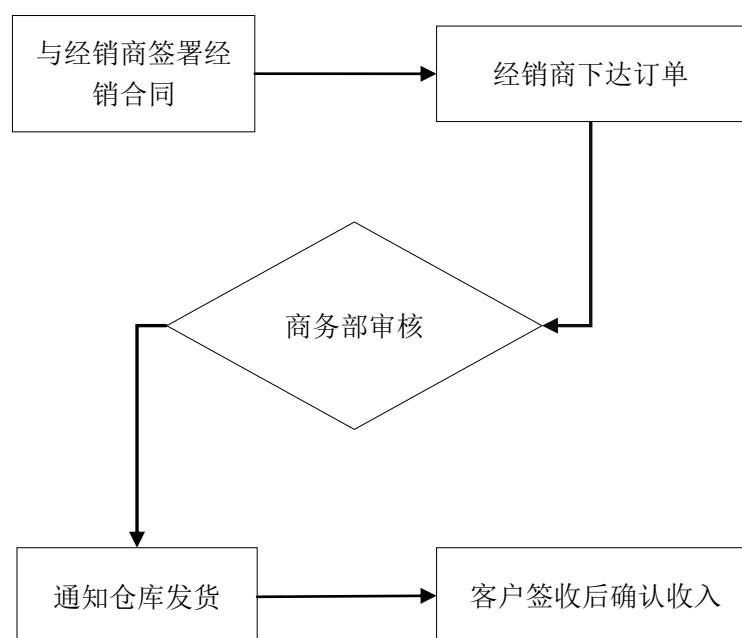 与经销商签署经
销合同
经销商下达订单
商务部审核
通知仓库发货
客户签收后确认收入